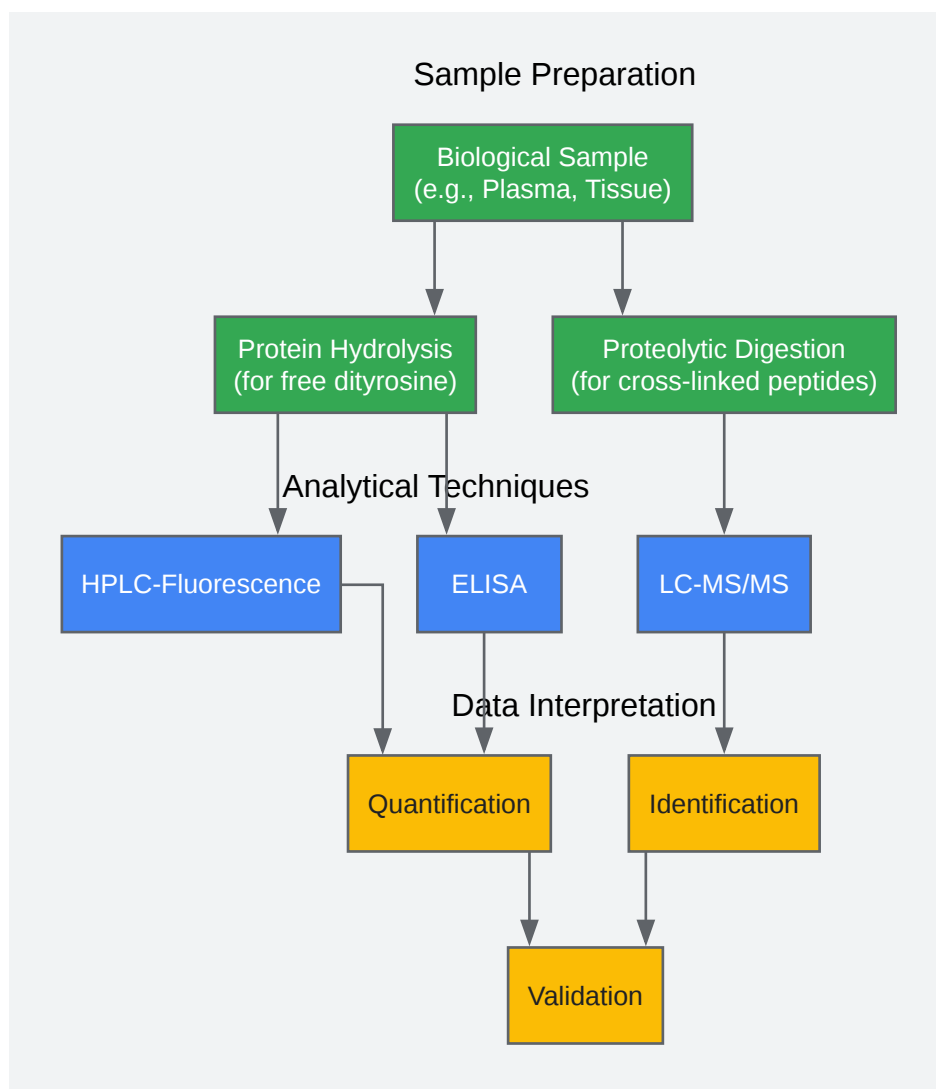 Sample Preparation
Biological Sample
(e.g., Plasma, Tissue)
Protein Hydrolysis
(for free dityrosine)
Proteolytic Digestion
(for cross-linked peptides)
Analytical Techniques
HPLC-Fluorescence
ELISA
LC-MS/MS
Data Interpretation
Quantification
Identification
Validation